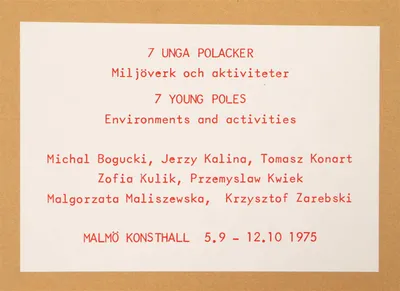 7 UNGA POLACKER
Miljöverk och aktiviteter
7 YOUNG POLES
Environments and activities
Michal Bogucki, Jerzy Kalina, Tomasz Konart
Zofia Kulik, Przemyslaw Kwiek
Malgorzata Maliszewska, Krzysztof Zarebski
MALMÖ KONSTHALL 5.9 - 12.10 1975